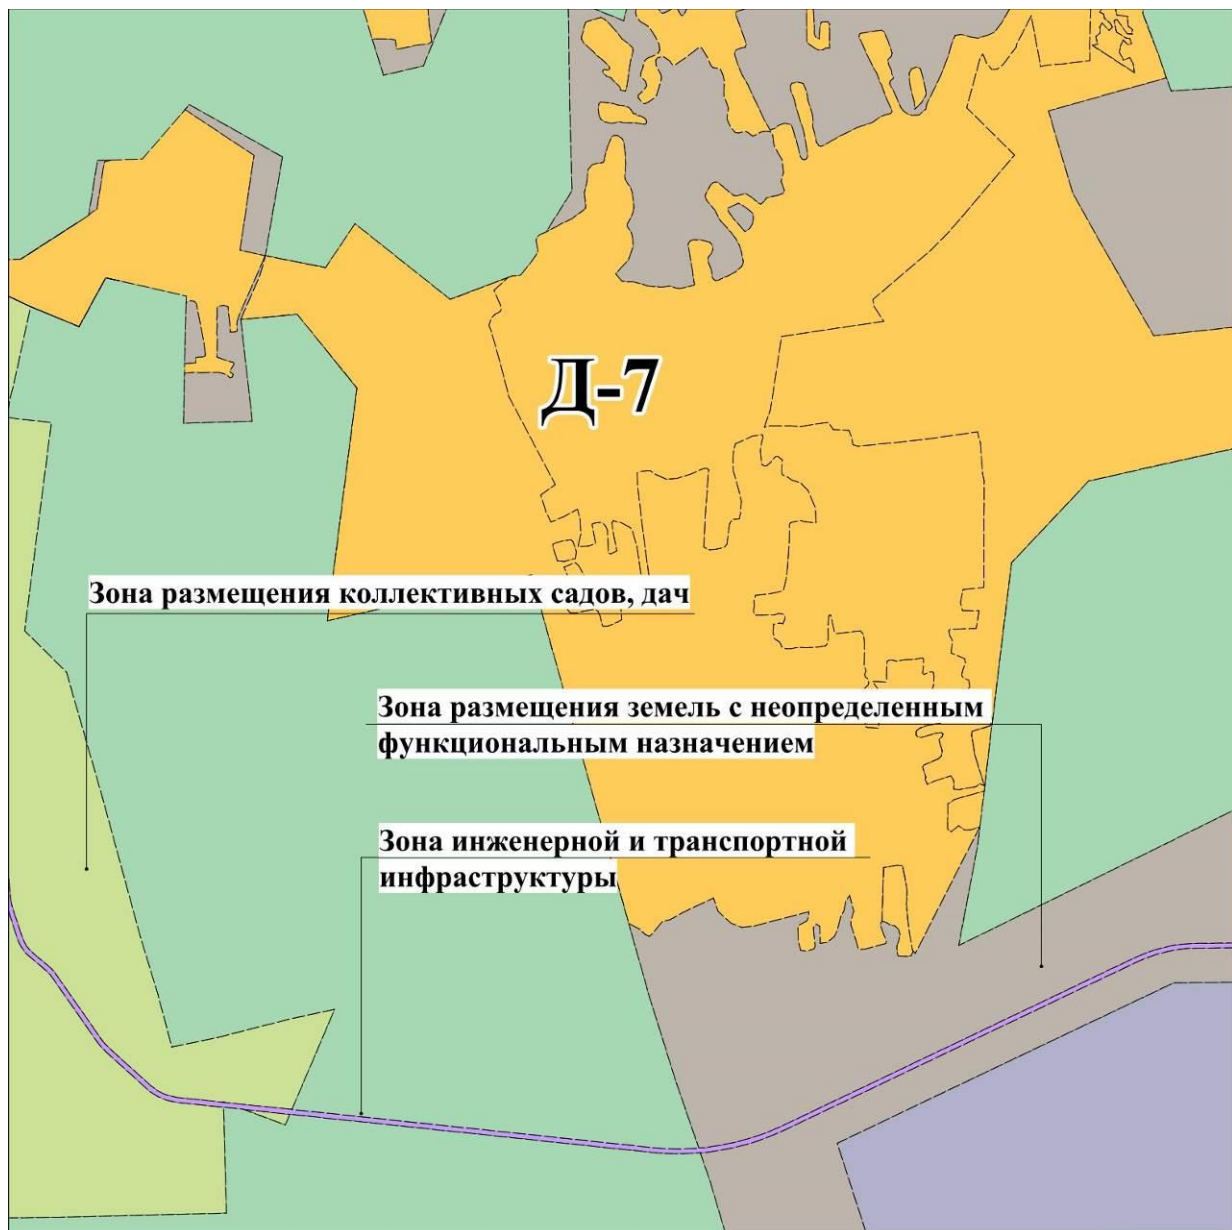 Д-7
Зона размещения коллективных садов, дач
Зона размещения земель с неопределенным
функциональным назначением
Зона инженерной и транспортной
инфраструктуры